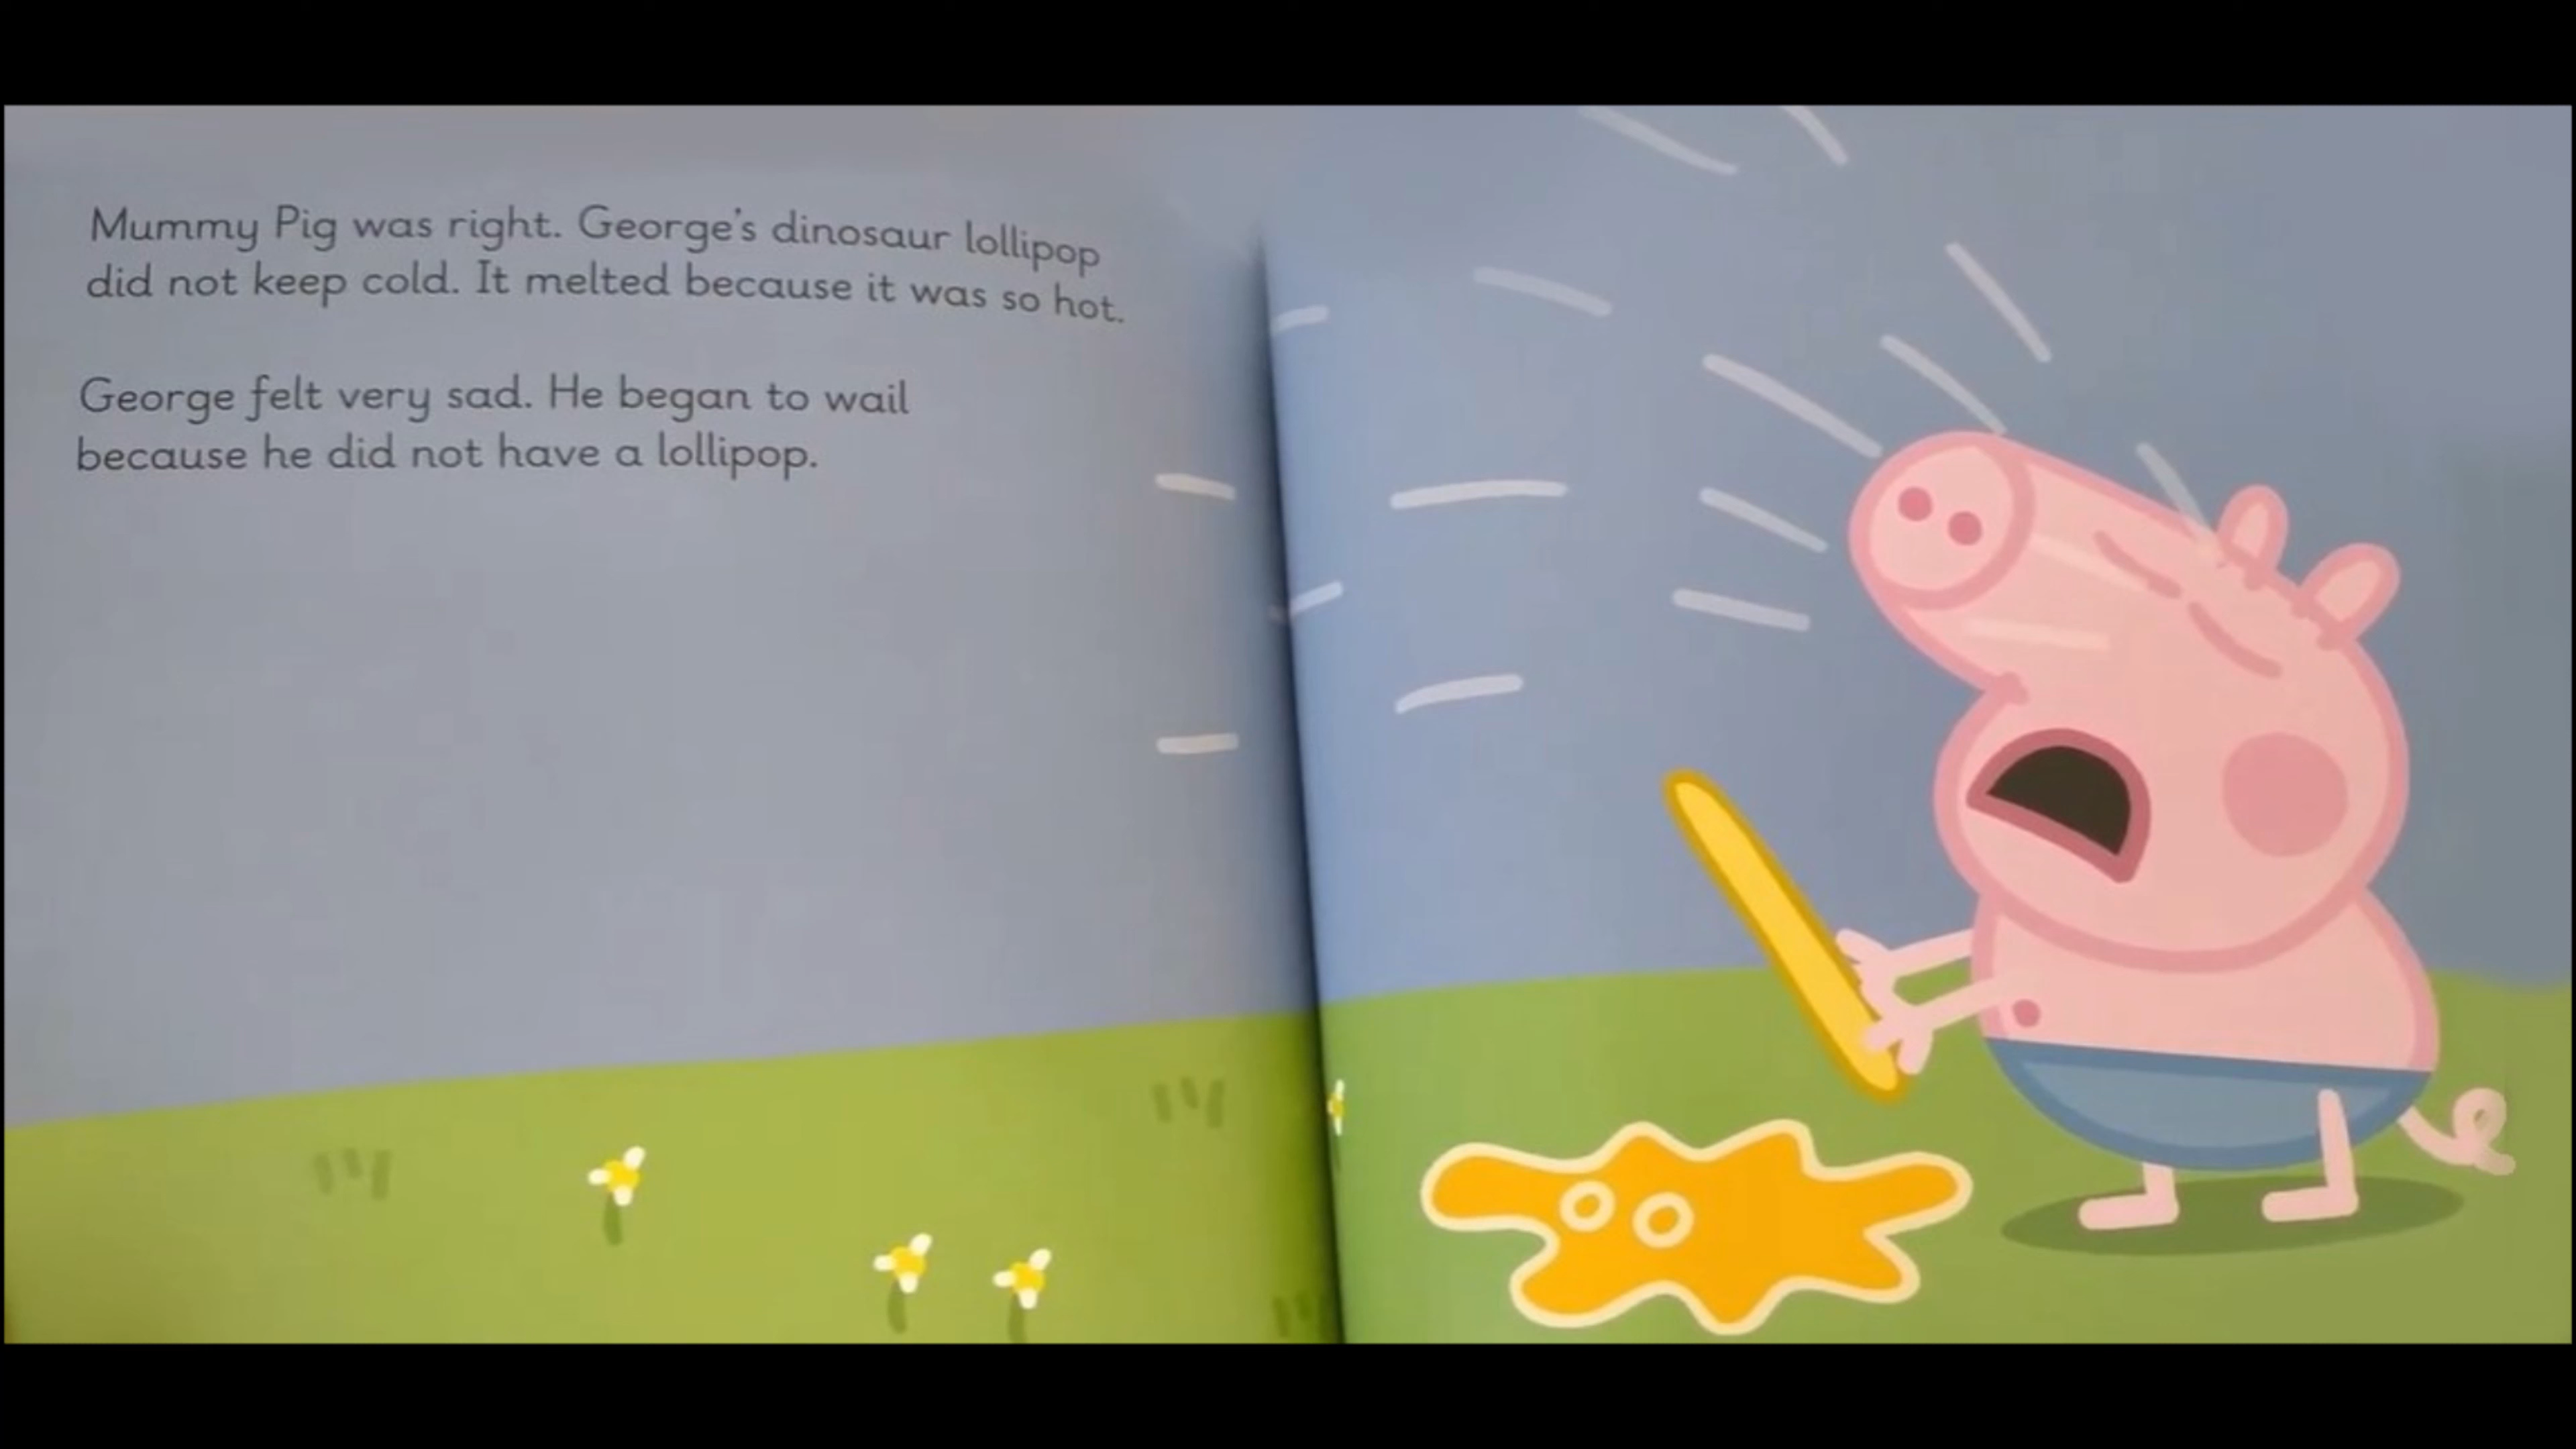 Mummy Pig was right. George's dinosaur lollipop
did not keep cold. It melted because it was so hot.
George felt very sad. He began to wail
because he did not have a lollipop.